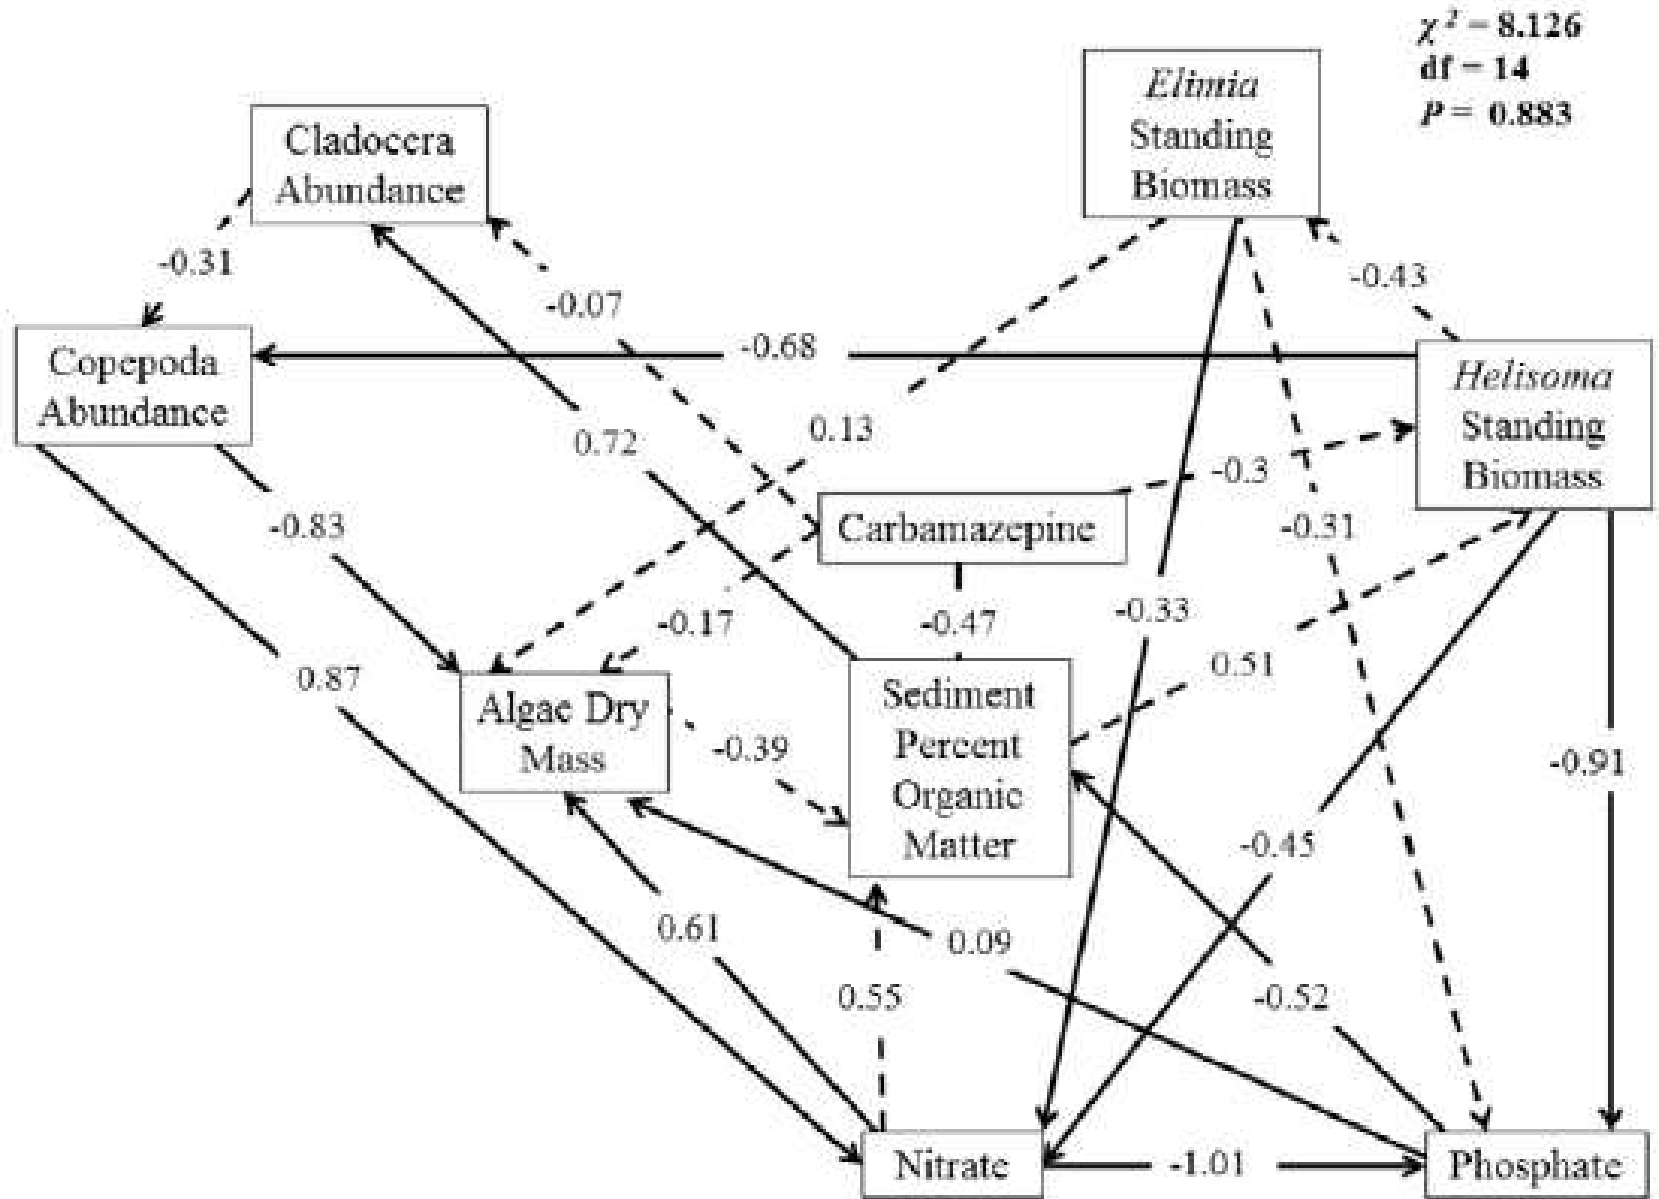 χ² = 8.126
df = 14
P = 0.883
Elimia
Standing
Biomass
Cladocera
Abundance
-0.31
-0.07
-0.43
-0.68
Copepoda
Abundance
Helisoma
Standing
Biomass
0.13
0.72
-0.3
-0.83
Carbamazepine
-0.31
-0.33
-0.17
-0.47
0.51
0.87
Algae Dry
Mass
-0.39
Sediment
Percent
Organic
Matter
-0.91
-0.45
0.61
0.09
0.55
-0.52
Nitrate
-1.01
Phosphate